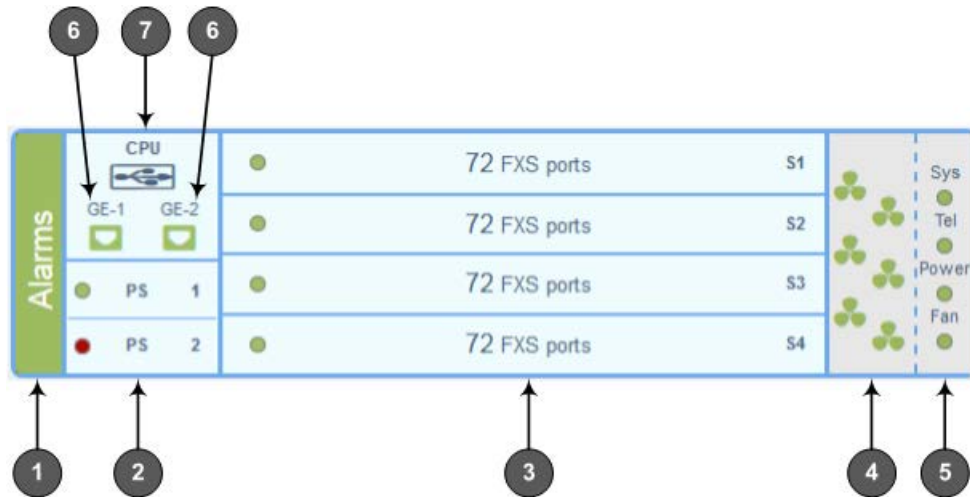 6 7 6
Alarms
CPU
GE-1 GE-2
PS 1
PS 2
72 FXS ports S1
72 FXS ports S2
72 FXS ports S3
72 FXS ports S4
Sys
Tel
Power
Fan
1 2 3 4 5